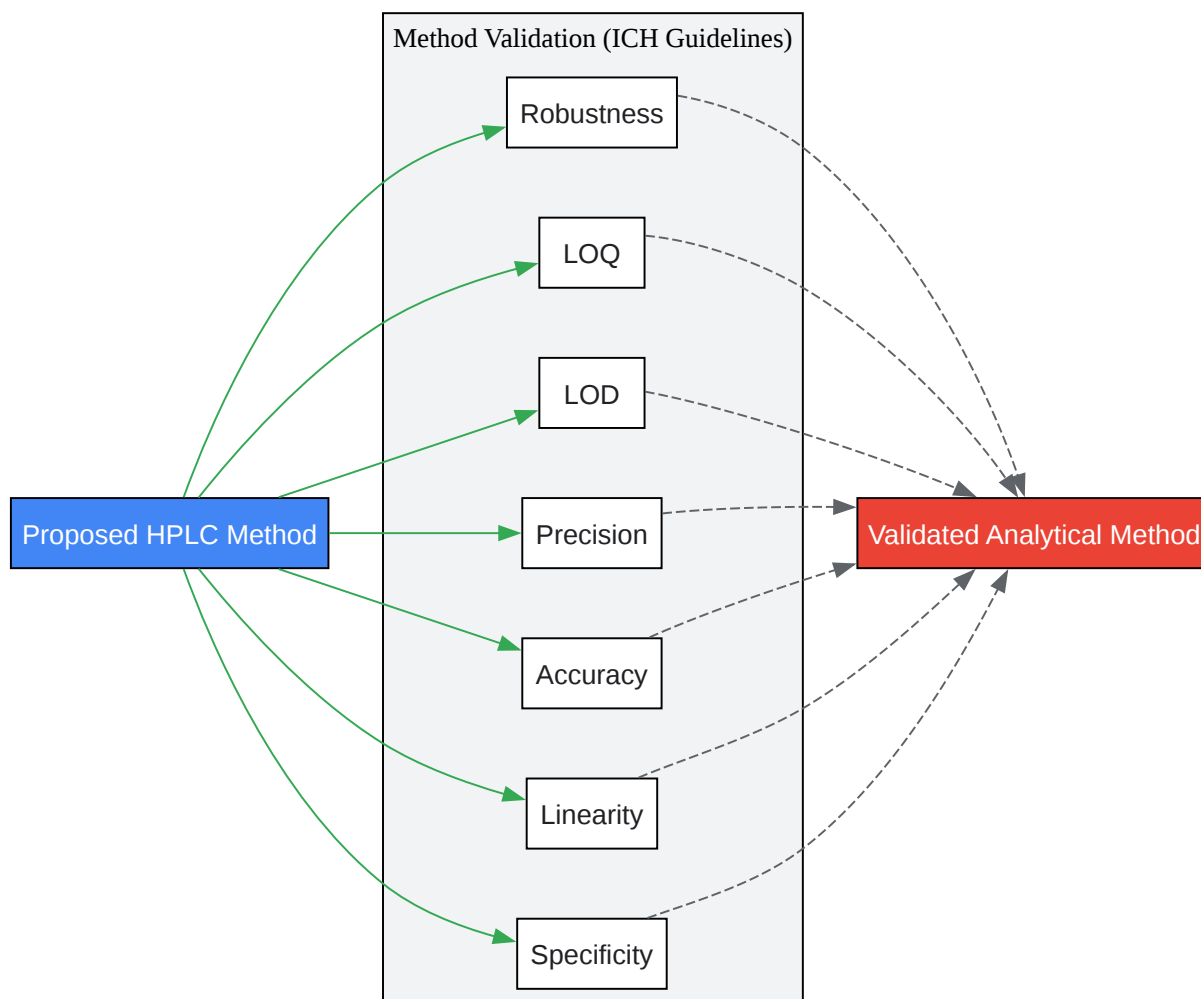 Method Validation (ICH Guidelines)
Robustness
LOQ
LOD
Proposed HPLC Method
Precision
Validated Analytical Method
Accuracy
Linearity
Specificity